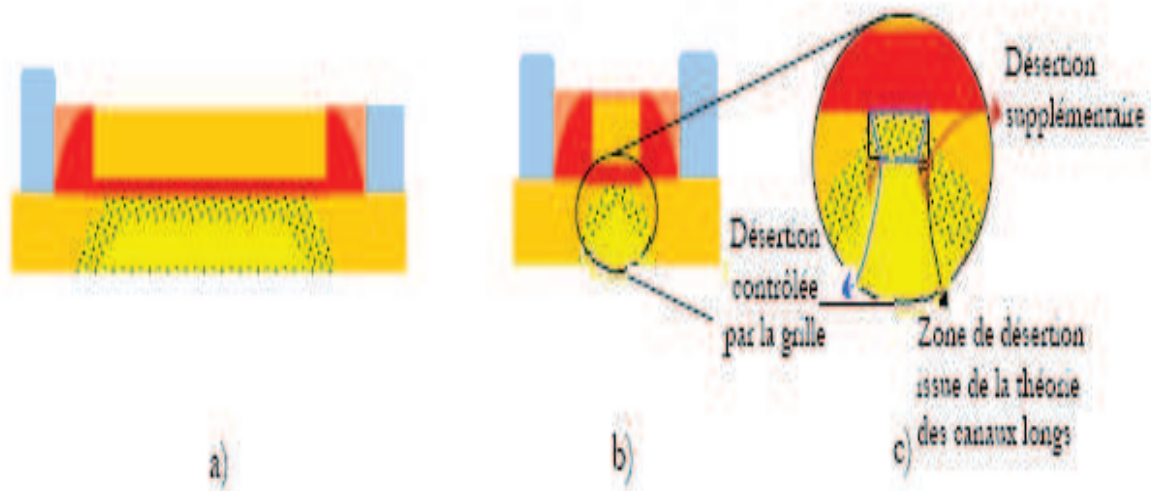 Désertion
supplémentaire
Désertion
contrôlée
par la grille
Zone de désertion
issue de la théorie
des canaux longs
a)
b)
c)